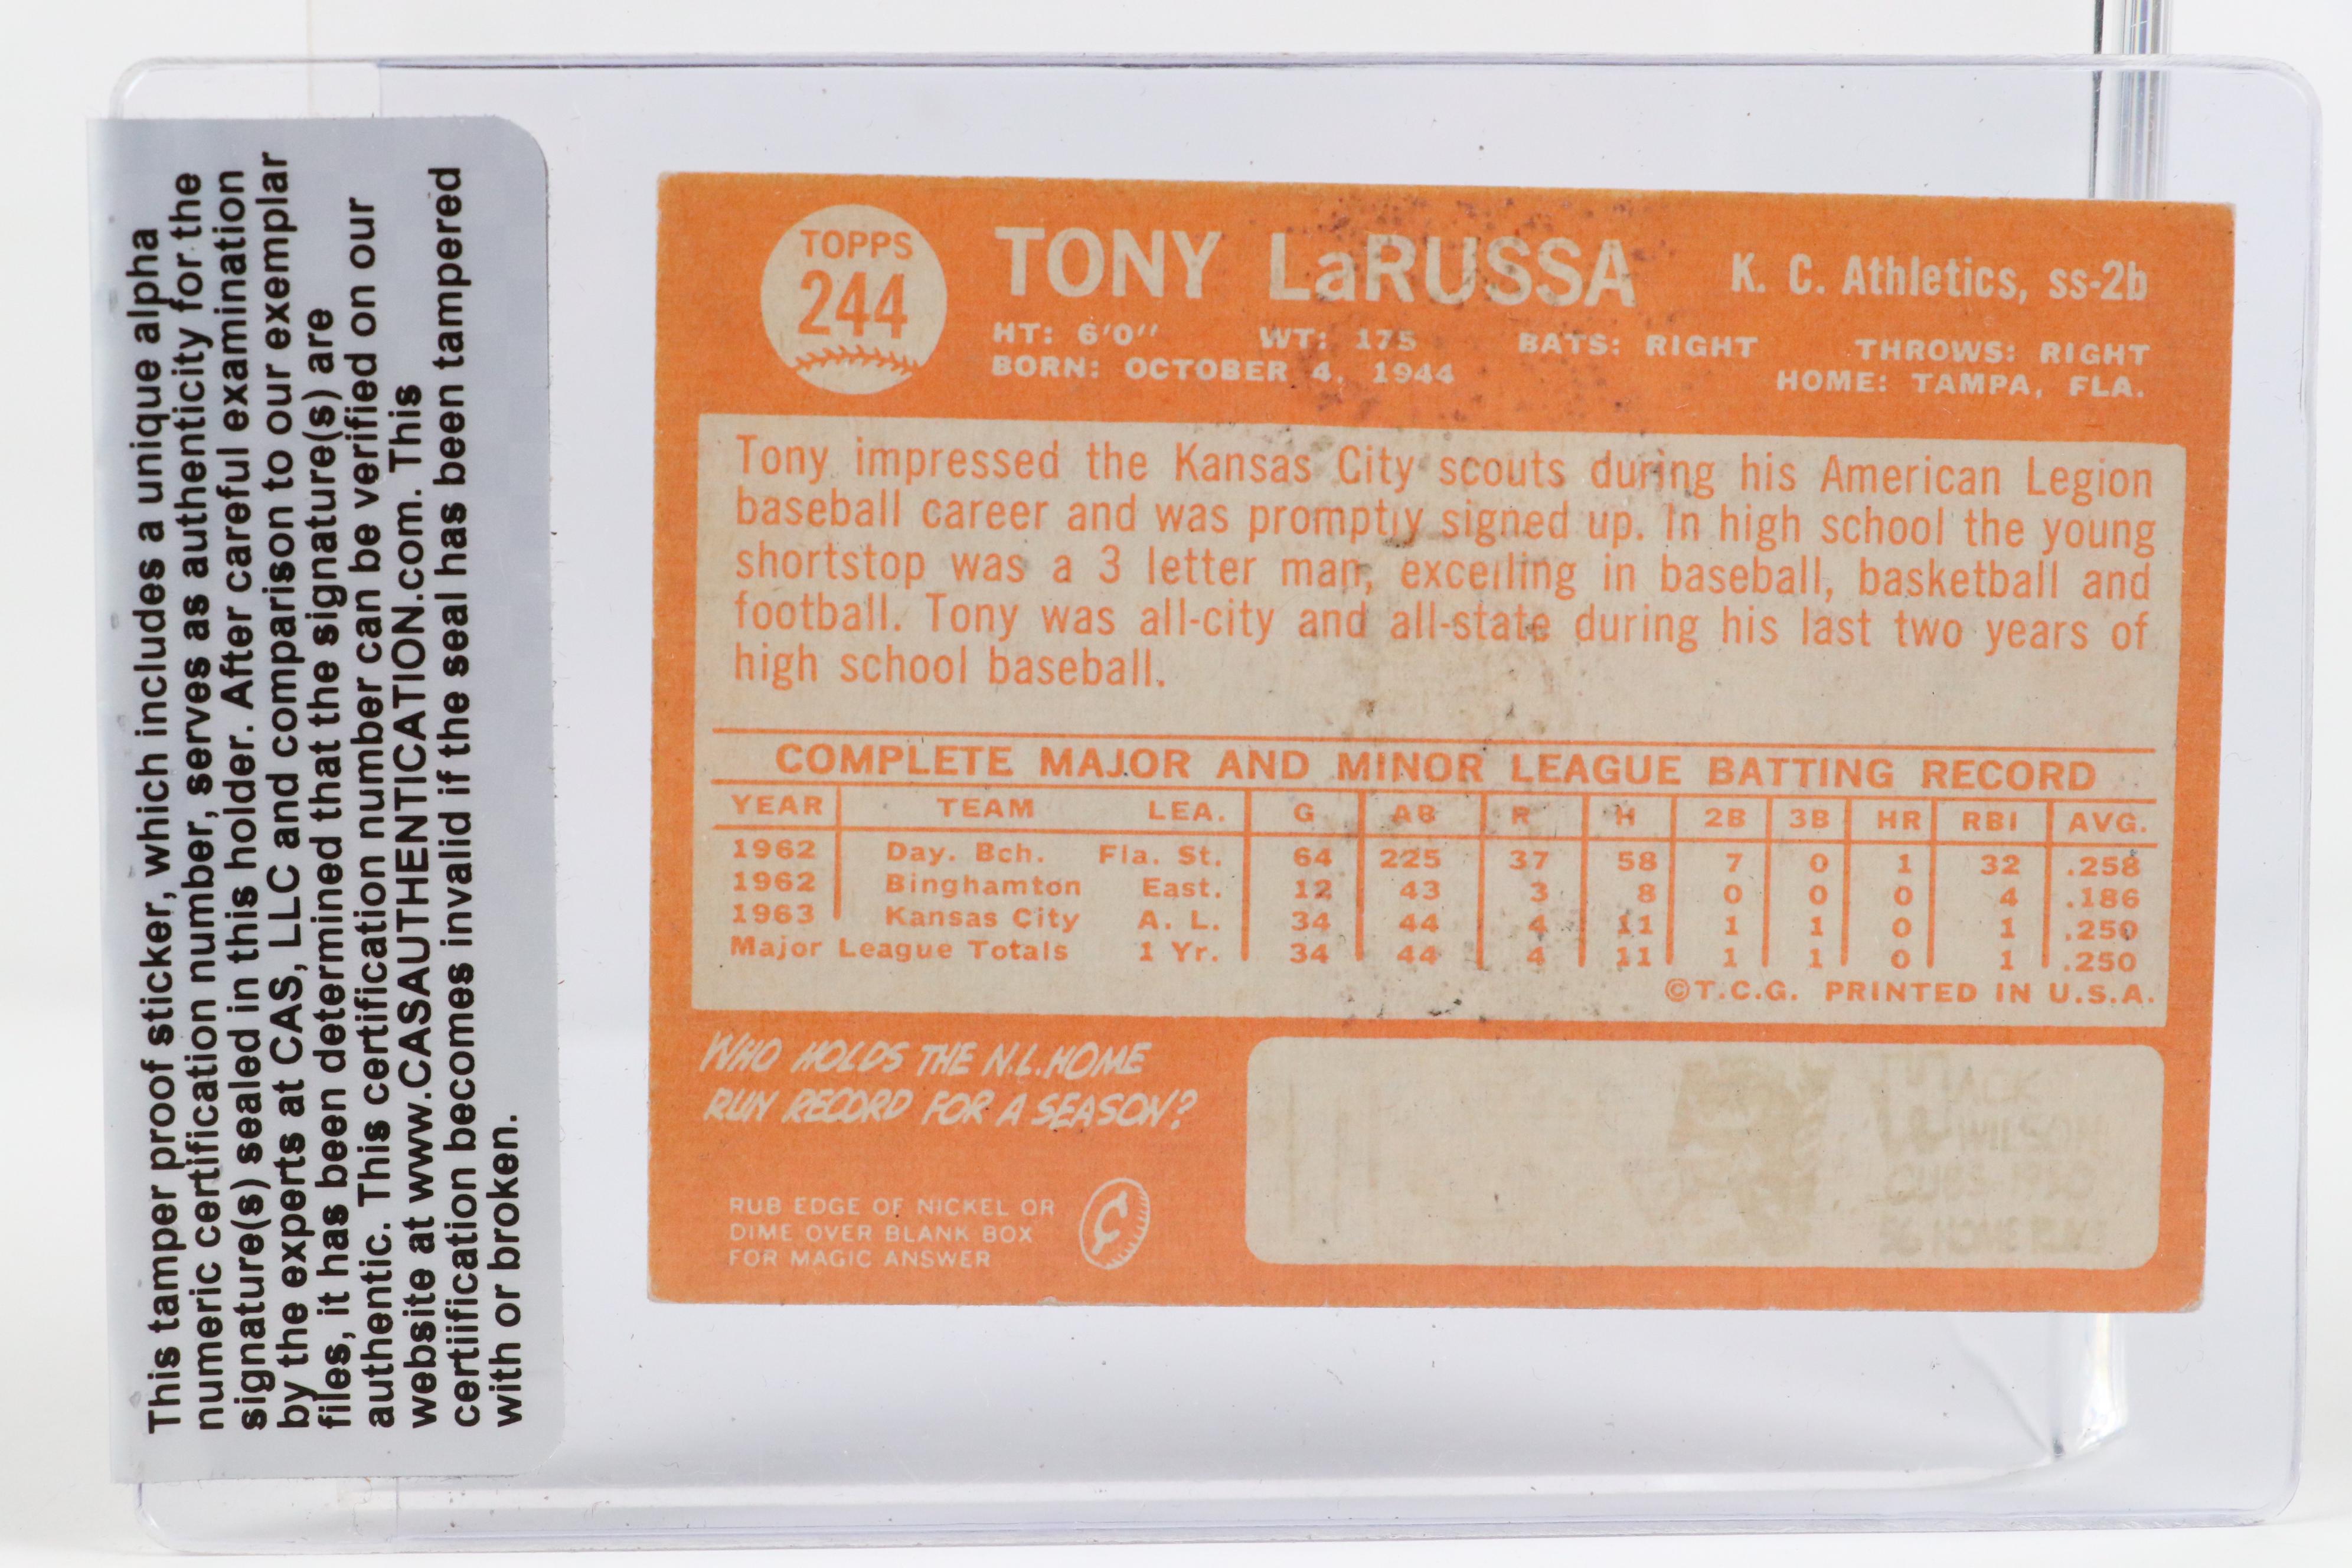 This tamper proof sticker, which includes a unique alpha
numeric certification number, serves as authenticity for the
signature(s) sealed in this holder. After careful examination
by the experts at CAS, LLC and comparison to our exemplar
files, it has been determined that the signature(s) are
authentic. This certification number can be verified on our
website at www.CASAUTHENTICATION.com. This
certiification becomes invalid if the seal has been tampered
with or broken.
TOPPS
244
TONY LaRUSSA
K. C. Athletics, ss-2b
HT: 6'0" WT: 175 BATS: RIGHT THROWS: RIGHT
BORN: OCTOBER 4, 1944 HOME: TAMPA, FLA.
Tony impressed the Kansas City scouts during his American Legion
baseball career and was promptly signed up. In high school the young
shortstop was a 3 letter man, excelling in baseball, basketball and
football. Tony was all-city and all-state during his last two years of
high school baseball.
COMPLETE MAJOR AND MINOR LEAGUE BATTING RECORD
YEAR TEAM LEA. G AB R H 2B 3B HR RBI AVG.
1962 Day. Bch. Fla. St. 64 225 37 58 7 0 1 32 .258
1962 Binghamton East. 12 43 3 8 0 0 0 4 .186
1963 Kansas City A. L. 34 44 4 11 1 1 0 1 .250
Major League Totals 1 Yr. 34 44 4 11 1 1 0 1 .250
©T.C.G. PRINTED IN U.S.A.
WHO HOLDS THE N.L. HOME
RUN RECORD FOR A SEASON?
RUB EDGE OF NICKEL OR
DIME OVER BLANK BOX
FOR MAGIC ANSWER
WILSON